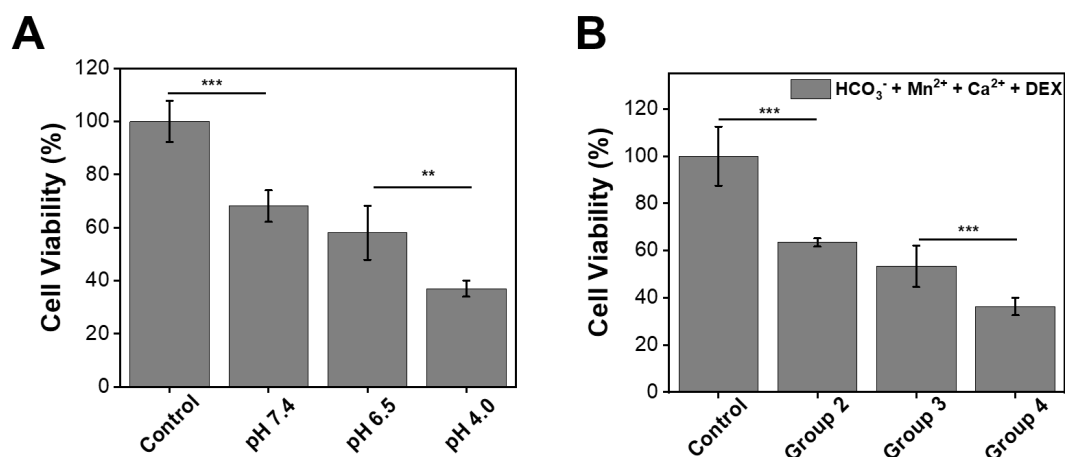 A
Cell Viability (%)
120
100
80
60
40
20
0
***
**
Control
pH 7.4
pH 6.5
pH 4.0
B
Cell Viability (%)
120
100
80
60
40
20
0
HCO₃⁻ + Mn²⁺ + Ca²⁺ + DEX
***
***
Control
Group 2
Group 3
Group 4